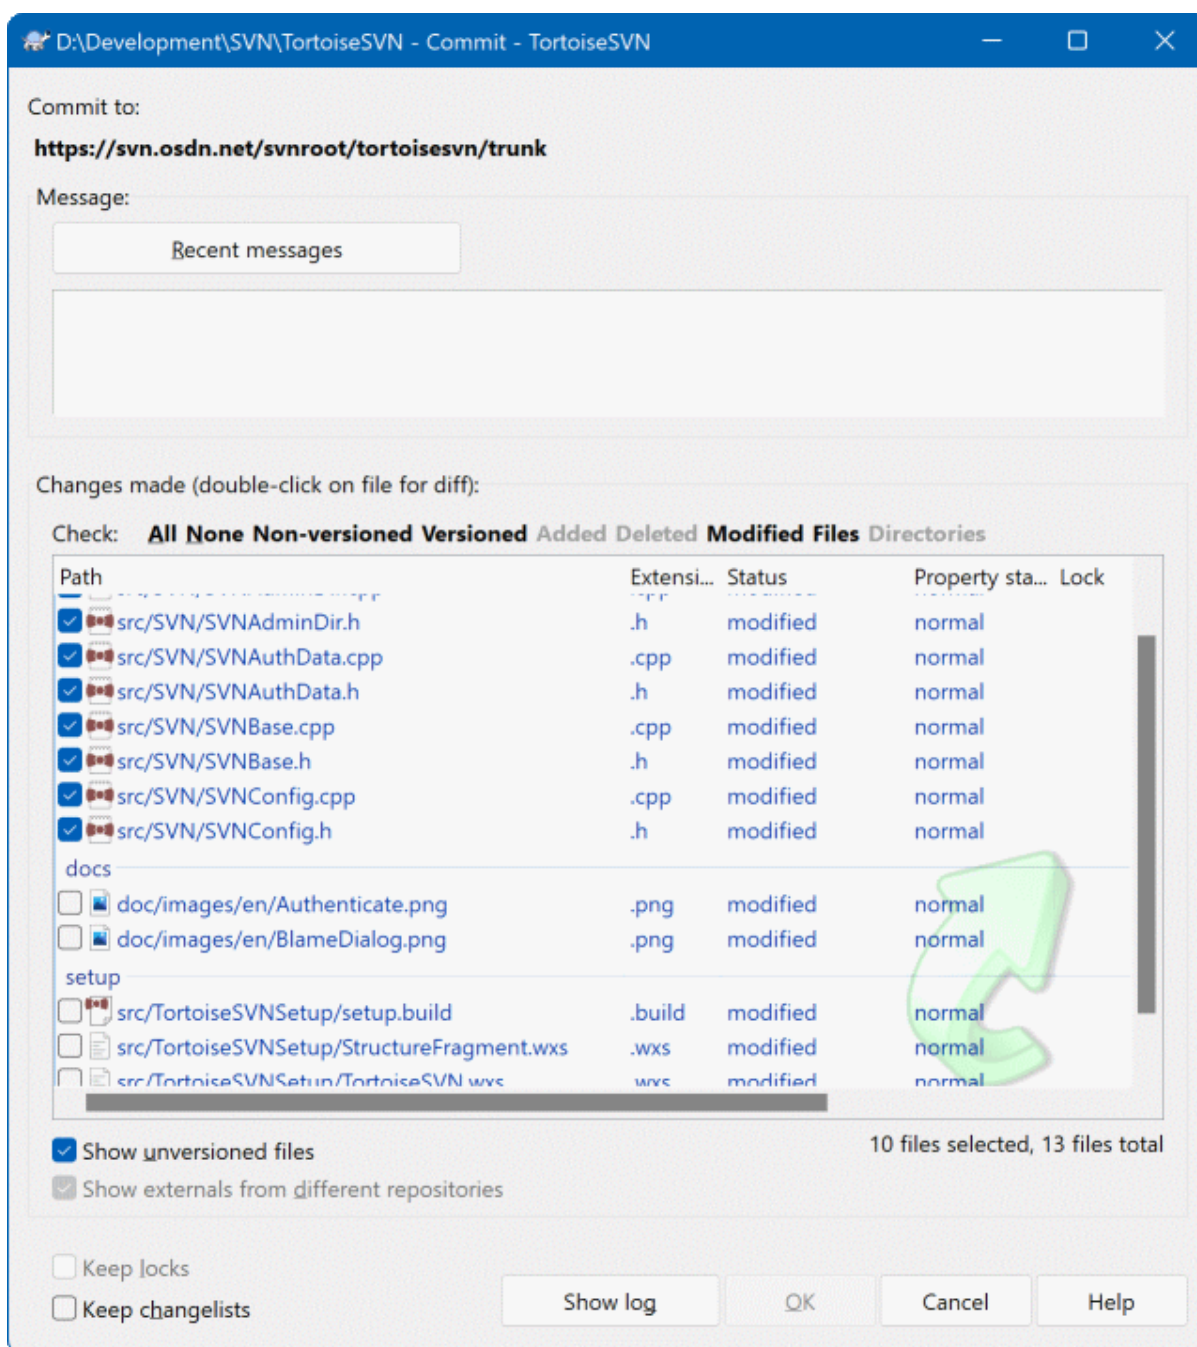 D:\Development\SVN\TortoiseSVN - Commit - TortoiseSVN
Commit to:
https://svn.osdn.net/svnroot/tortoisesvn/trunk
Message:
Recent messages
Changes made (double-click on file for diff):
Check: All None Non-versioned Versioned Added Deleted Modified Files Directories
Path Extensi... Status Property sta... Lock
src/SVN/SVNAdminDir.h .h modified normal
src/SVN/SVNAuthData.cpp .cpp modified normal
src/SVN/SVNAuthData.h .h modified normal
src/SVN/SVNBase.cpp .cpp modified normal
src/SVN/SVNBase.h .h modified normal
src/SVN/SVNConfig.cpp .cpp modified normal
src/SVN/SVNConfig.h .h modified normal
docs
doc/images/en/Authenticate.png .png modified normal
doc/images/en/BlameDialog.png .png modified normal
setup
src/TortoiseSVNSetup/setup.build .build modified normal
src/TortoiseSVNSetup/StructureFragment.wxs .wxs modified normal
src/TortoiseSVNSetup/TortoiseSVN.wxs .wxs modified normal
Show unversioned files
10 files selected, 13 files total
Show externals from different repositories
Keep locks
Keep changelists
Show log OK Cancel Help